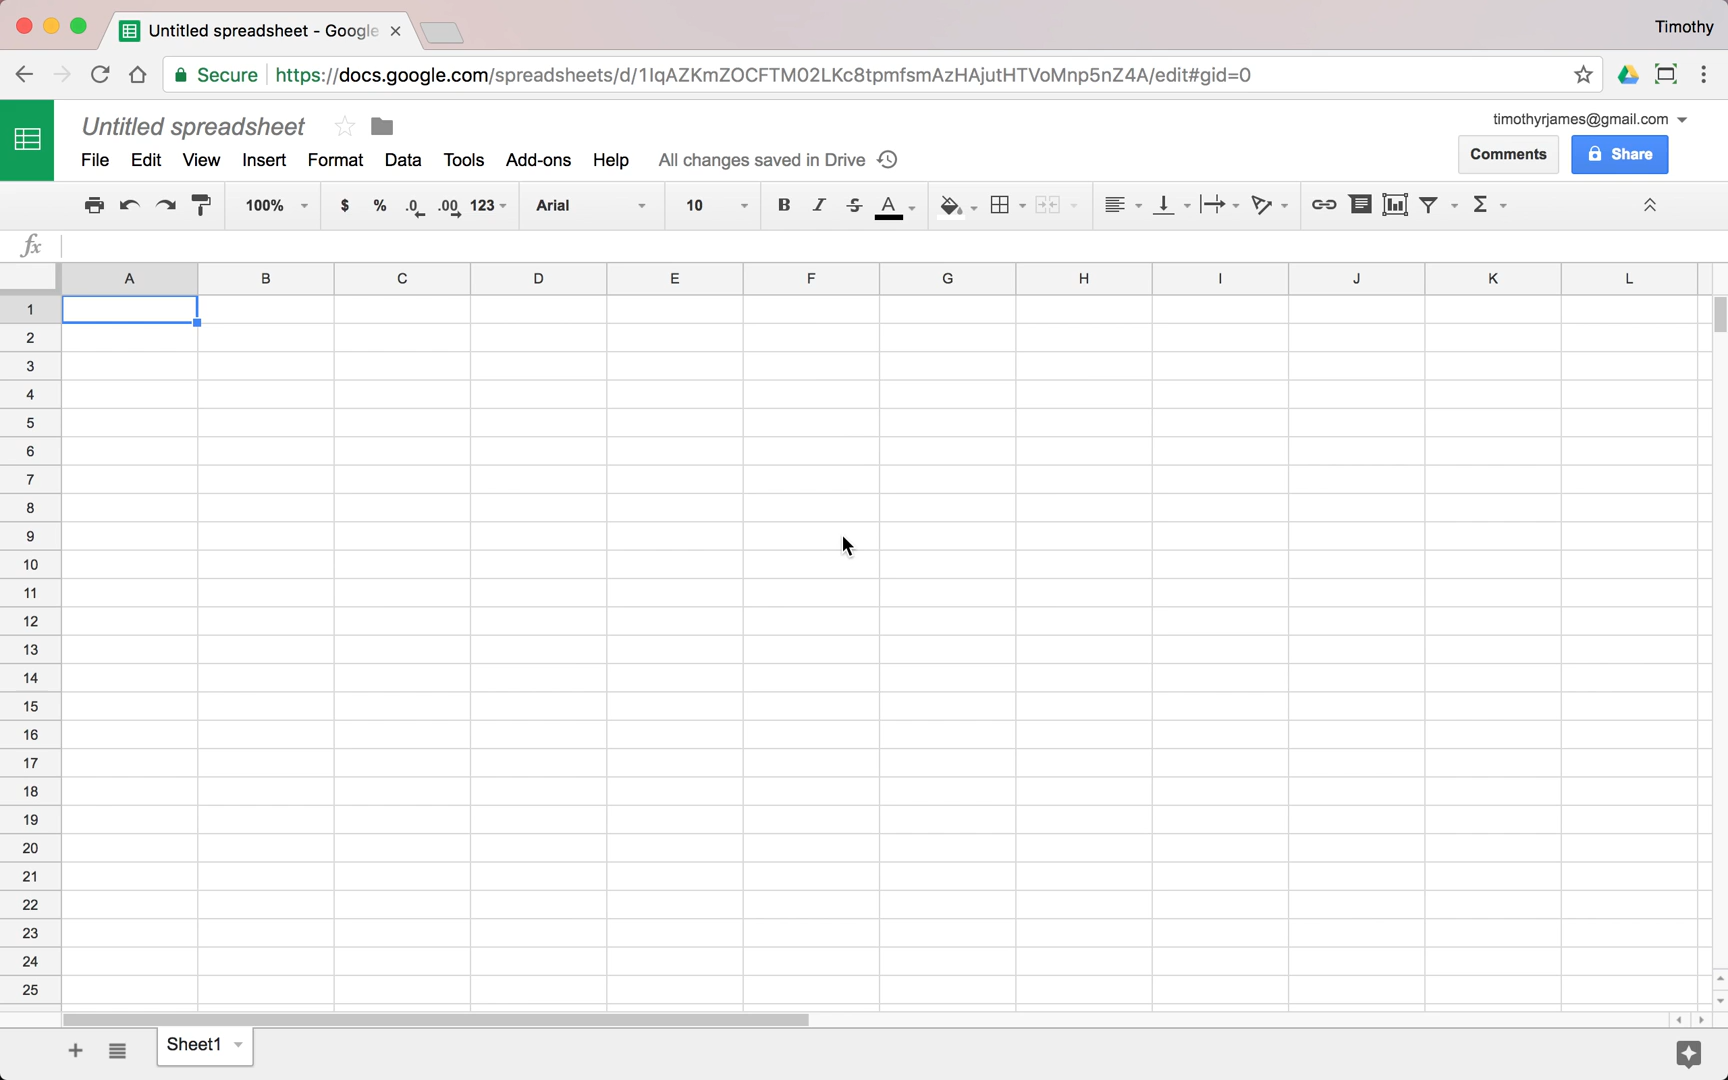 Untitled spreadsheet - Google
Timothy
Secure https://docs.google.com/spreadsheets/d/1IqAZKmZOCFTM02LKc8tpmfsmAzHAjutHTVoMnp5nZ4A/edit#gid=0
Untitled spreadsheet
timothyrjames@gmail.com
File Edit View Insert Format Data Tools Add-ons Help All changes saved in Drive
Comments Share
100% $ % .0 .00 123 Arial 10 B I S A Σ
fx
A B C D E F G H I J K L
1
2
3
4
5
6
7
8
9
10
11
12
13
14
15
16
17
18
19
20
21
22
23
24
25
Sheet1